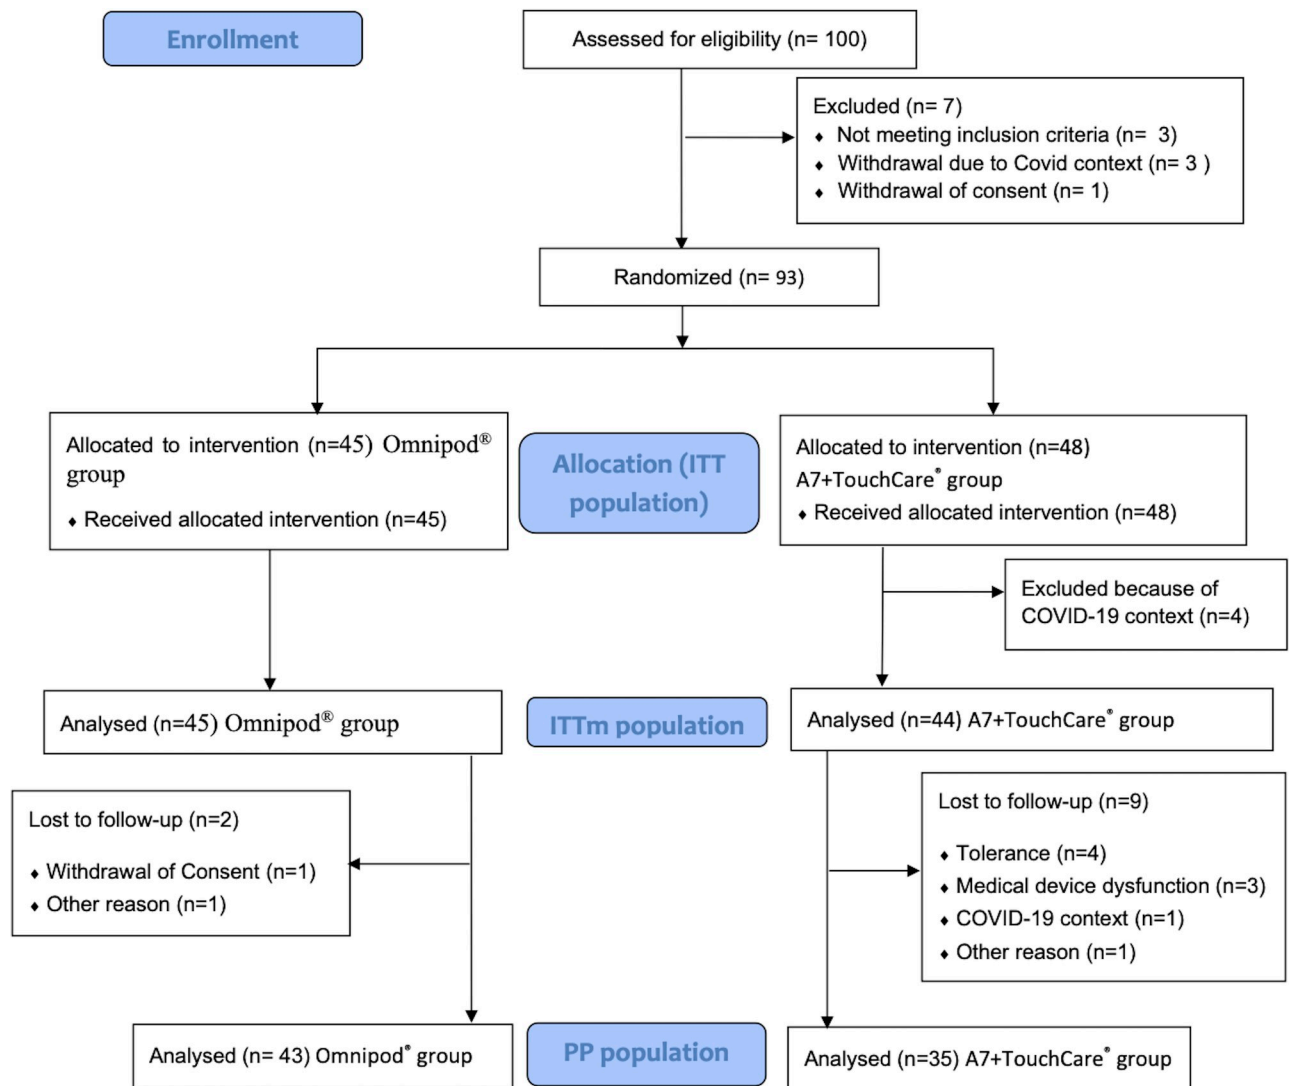 Enrollment
Assessed for eligibility (n= 100)
Excluded (n= 7)
♦ Not meeting inclusion criteria (n= 3)
♦ Withdrawal due to Covid context (n= 3 )
♦ Withdrawal of consent (n= 1)
Randomized (n= 93)
Allocated to intervention (n=45) Omnipod®
group
♦ Received allocated intervention (n=45)
Allocation (ITT
population)
Allocated to intervention (n=48)
A7+TouchCare® group
♦ Received allocated intervention (n=48)
Excluded because of
COVID-19 context (n=4)
Analysed (n=45) Omnipod® group
ITTm population
Analysed (n=44) A7+TouchCare® group
Lost to follow-up (n=2)
♦ Withdrawal of Consent (n=1)
♦ Other reason (n=1)
Lost to follow-up (n=9)
♦ Tolerance (n=4)
♦ Medical device dysfunction (n=3)
♦ COVID-19 context (n=1)
♦ Other reason (n=1)
Analysed (n= 43) Omnipod® group
PP population
Analysed (n=35) A7+TouchCare® group